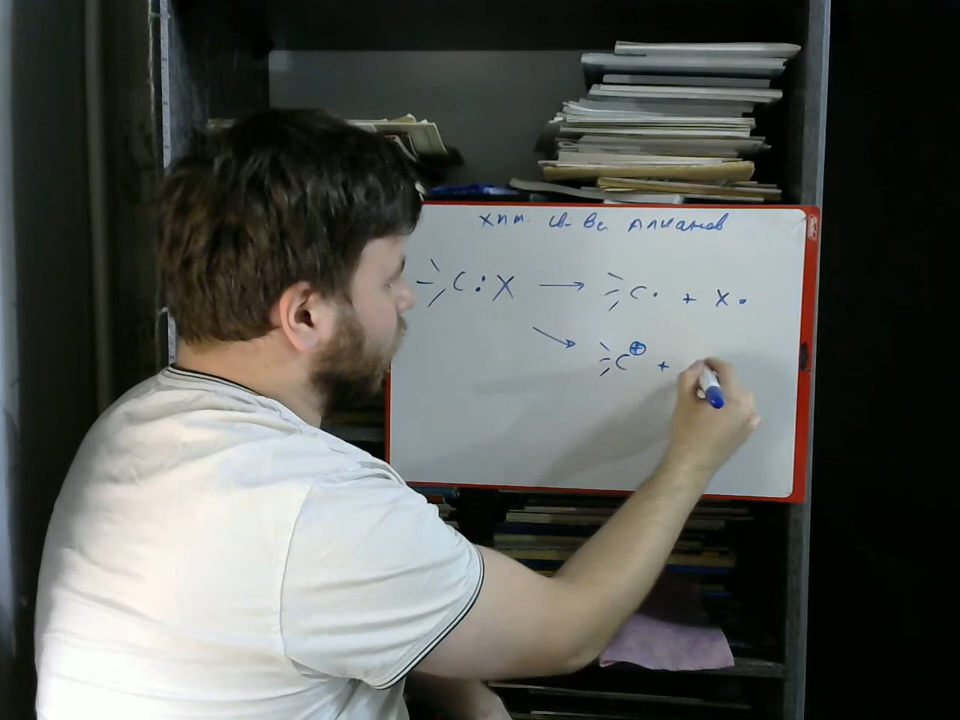 хим. св-ва Алканов
C : X → C· + X·
↘ C⊕ +